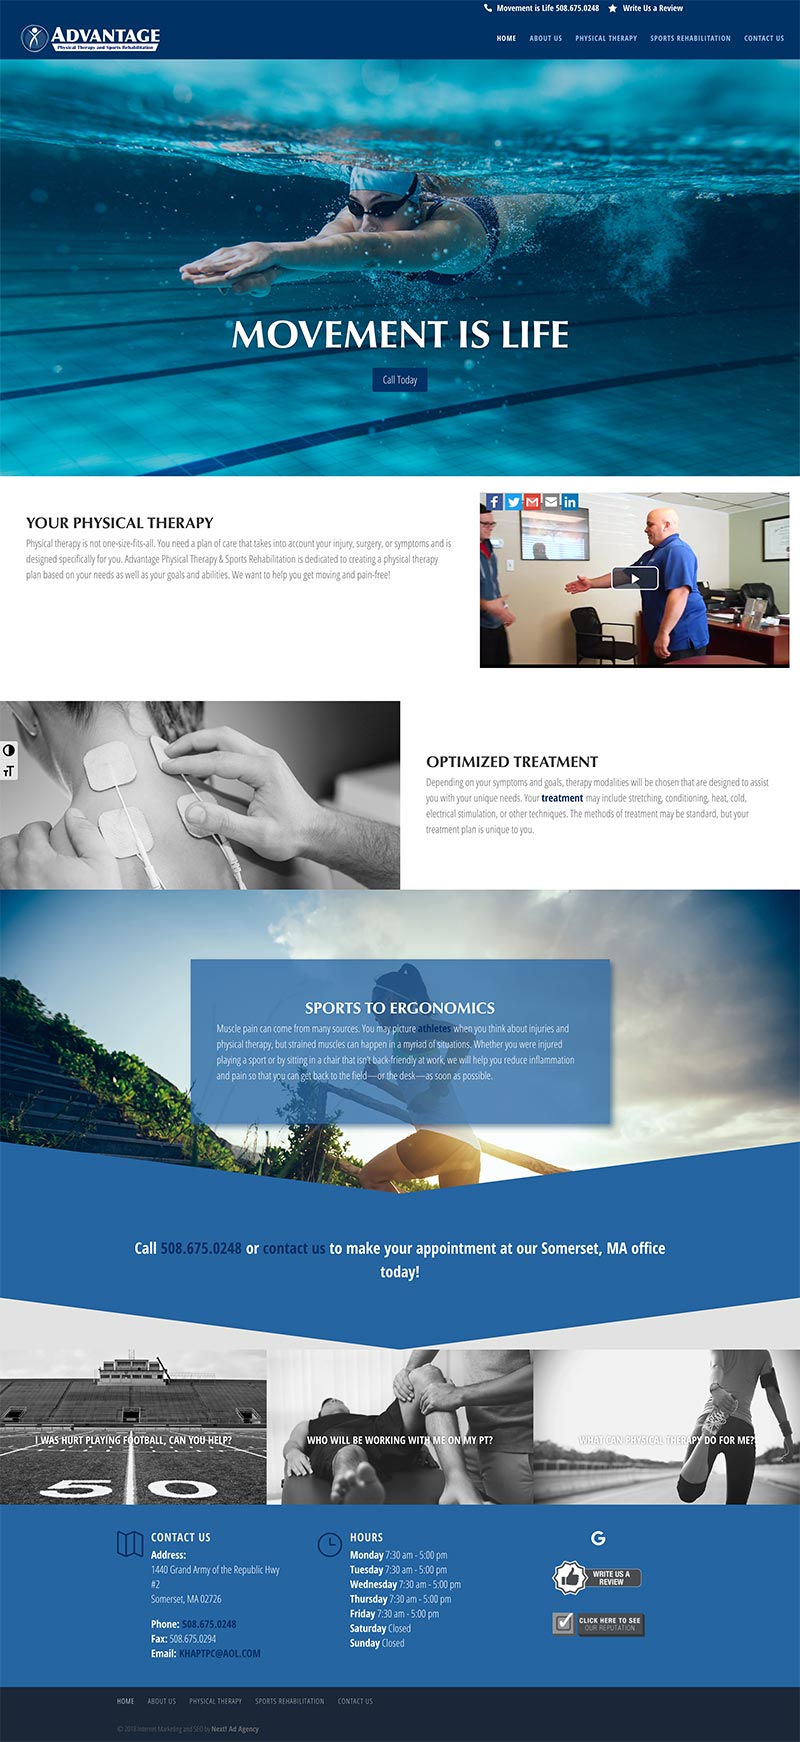 Movement is Life 508.675.0248 Write Us a Review
ADVANTAGE
Physical Therapy and Sports Rehabilitation
HOME ABOUT US PHYSICAL THERAPY SPORTS REHABILITATION CONTACT US
MOVEMENT IS LIFE
Call Today
YOUR PHYSICAL THERAPY
Physical therapy is not one-size-fits-all. You need a plan of care that takes into account your injury, surgery, or symptoms and is
designed specifically for you. Advantage Physical Therapy & Sports Rehabilitation is dedicated to creating a physical therapy
plan based on your needs as well as your goals and abilities. We want to help you get moving and pain-free!
OPTIMIZED TREATMENT
Depending on your symptoms and goals, therapy modalities will be chosen that are designed to assist
you with your unique needs. Your treatment may include stretching, conditioning, heat, cold,
electrical stimulation, or other techniques. The methods of treatment may be standard, but your
treatment plan is unique to you.
SPORTS TO ERGONOMICS
Muscle pain can come from many sources. You may picture athletes when you think about injuries and
physical therapy, but strained muscles can happen in a myriad of situations. Whether you were injured
playing a sport or by sitting in a chair that isn't back-friendly at work, we will help you reduce inflammation
and pain so that you can get back to the field—or the desk—as soon as possible.
Call 508.675.0248 or contact us to make your appointment at our Somerset, MA office
today!
I WAS HURT PLAYING FOOTBALL, CAN YOU HELP?
WHO WILL BE WORKING WITH ME ON MY PT?
WHAT CAN PHYSICAL THERAPY DO FOR ME?
50
CONTACT US
Address:
1440 Grand Army of the Republic Hwy
#2
Somerset, MA 02726
Phone: 508.675.0248
Fax: 508.675.0294
Email: KHAPTPC@AOL.COM
HOURS
Monday 7:30 am - 5:00 pm
Tuesday 7:30 am - 5:00 pm
Wednesday 7:30 am - 5:00 pm
Thursday 7:30 am - 5:00 pm
Friday 7:30 am - 5:00 pm
Saturday Closed
Sunday Closed
G
WRITE US A
REVIEW
CLICK HERE TO SEE
OUR REPUTATION
HOME ABOUT US PHYSICAL THERAPY SPORTS REHABILITATION CONTACT US
© 2018 Internet Marketing and SEO by Next! Ad Agency